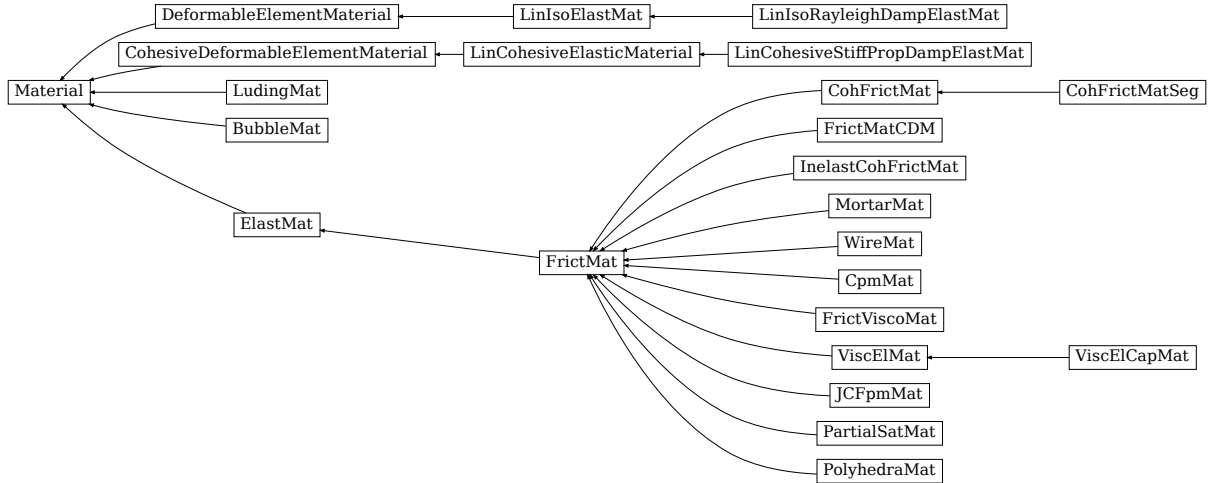 DeformableElementMaterial
LinIsoElastMat
LinIsoRayleighDampElastMat
CohesiveDeformableElementMaterial
LinCohesiveElasticMaterial
LinCohesiveStiffPropDampElastMat
Material
LudingMat
CohFrictMat
CohFrictMatSeg
BubbleMat
FrictMatCDM
InelastCohFrictMat
MortarMat
ElastMat
WireMat
FrictMat
CpmMat
FrictViscoMat
ViscElMat
ViscElCapMat
JCFpmMat
PartialSatMat
PolyhedraMat